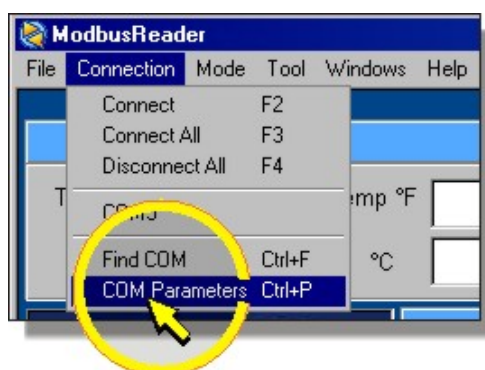 ModbusReader
File Connection Mode Tool Windows Help
Connect F2
Connect All F3
Disconnect All F4
°F
Find COM Ctrl+F
°C
COM Parameters Ctrl+P